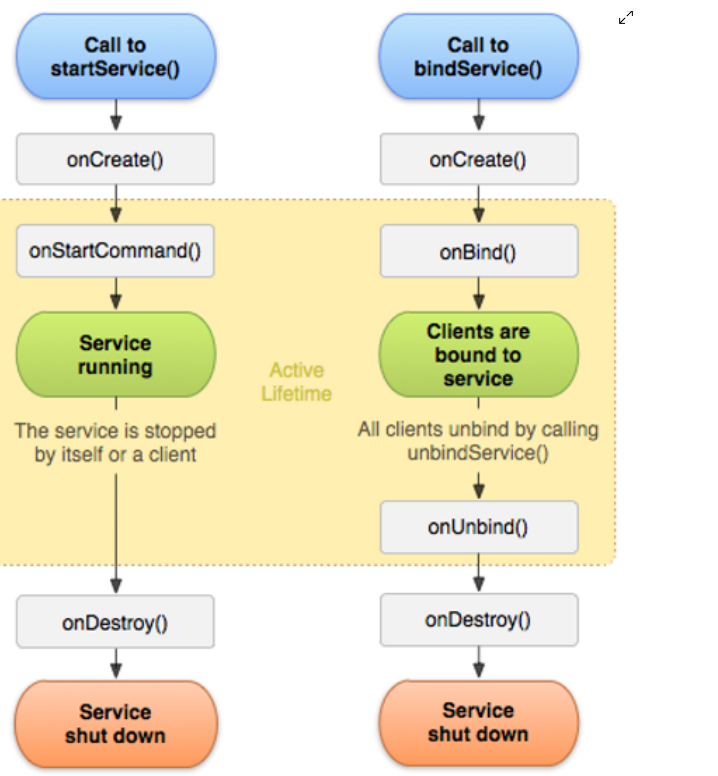 Call to
startService()
onCreate()
onStartCommand()
Service
running
The service is stopped
by itself or a client
onDestroy()
Service
shut down
Active
Lifetime
Call to
bindService()
onCreate()
onBind()
Clients are
bound to
service
All clients unbind by calling
unbindService()
onUnbind()
onDestroy()
Service
shut down